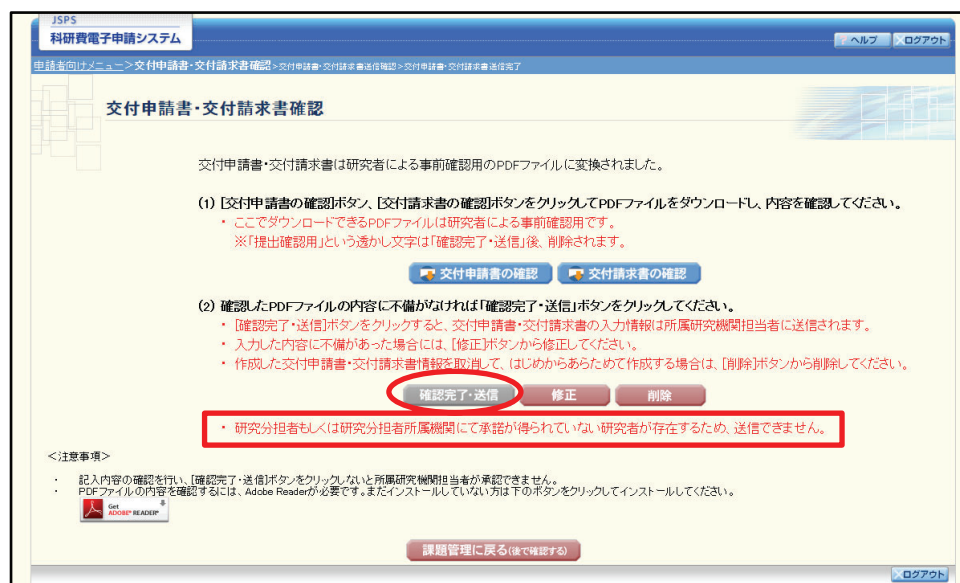 JSPS
科研費電子申請システム
ヘルプ
ログアウト
申請者向けメニュー>交付申請書・交付請求書確認>交付申請書・交付請求書送信確認>交付申請書・交付請求書送信完了
交付申請書・交付請求書確認
交付申請書・交付請求書は研究者による事前確認用のPDFファイルに変換されました。
(1) [交付申請書の確認]ボタン、[交付請求書の確認]ボタンをクリックしてPDFファイルをダウンロードし、内容を確認してください。
・ ここでダウンロードできるPDFファイルは研究者による事前確認用です。
※「提出確認用」という透かし文字は「確認完了・送信」後、削除されます。
交付申請書の確認
交付請求書の確認
(2) 確認したPDFファイルの内容に不備がなければ「確認完了・送信」ボタンをクリックしてください。
・ [確認完了・送信]ボタンをクリックすると、交付申請書・交付請求書の入力情報は所属研究機関担当者に送信されます。
・ 入力した内容に不備があった場合には、[修正]ボタンから修正してください。
・ 作成した交付申請書・交付請求書情報を取消して、はじめからあらためて作成する場合は、[削除]ボタンから削除してください。
確認完了・送信
修正
削除
・ 研究分担者もしくは研究分担者所属機関にて承諾が得られていない研究者が存在するため、送信できません。
<注意事項>
・ 記入内容の確認を行い、[確認完了・送信]ボタンをクリックしないと所属研究機関担当者が承認できません。
・ PDFファイルの内容を確認するには、Adobe Readerが必要です。まだインストールしていない方は下のボタンをクリックしてインストールしてください。
Get
ADOBE® READER®
課題管理に戻る(後で確認する)
ログアウト